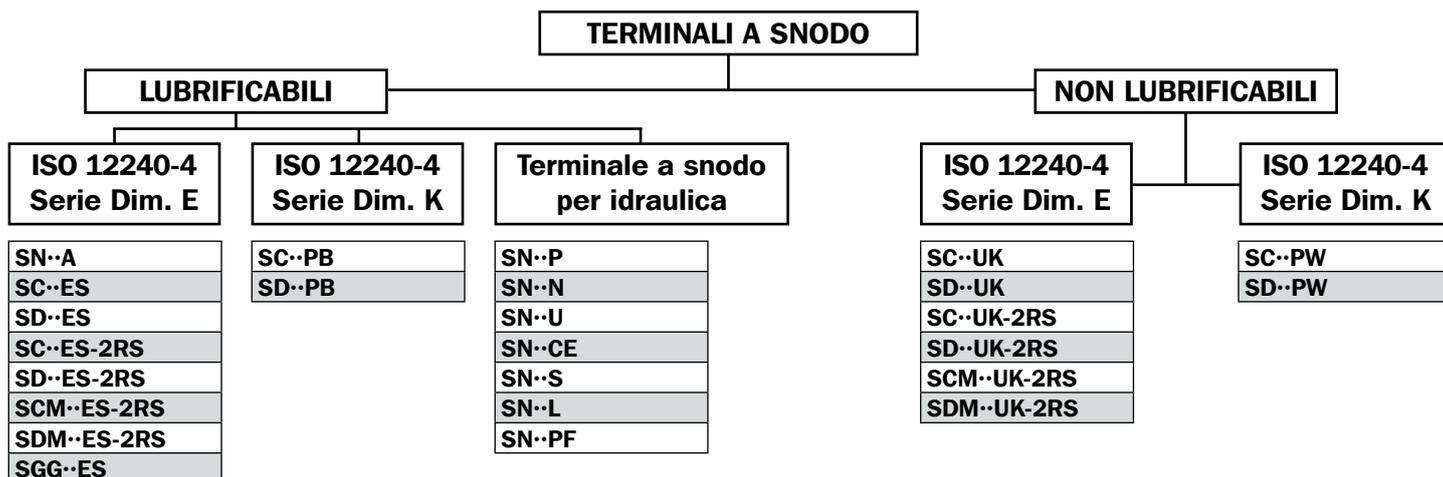 TERMINALI A SNODO
LUBRIFICABILI
NON LUBRIFICABILI
ISO 12240-4
Serie Dim. E
ISO 12240-4
Serie Dim. K
Terminale a snodo
per idraulica
ISO 12240-4
Serie Dim. E
ISO 12240-4
Serie Dim. K
SN··A
SC··ES
SD··ES
SC··ES-2RS
SD··ES-2RS
SCM··ES-2RS
SDM··ES-2RS
SGG··ES
SC··PB
SD··PB
SN··P
SN··N
SN··U
SN··CE
SN··S
SN··L
SN··PF
SC··UK
SD··UK
SC··UK-2RS
SD··UK-2RS
SCM··UK-2RS
SDM··UK-2RS
SC··PW
SD··PW